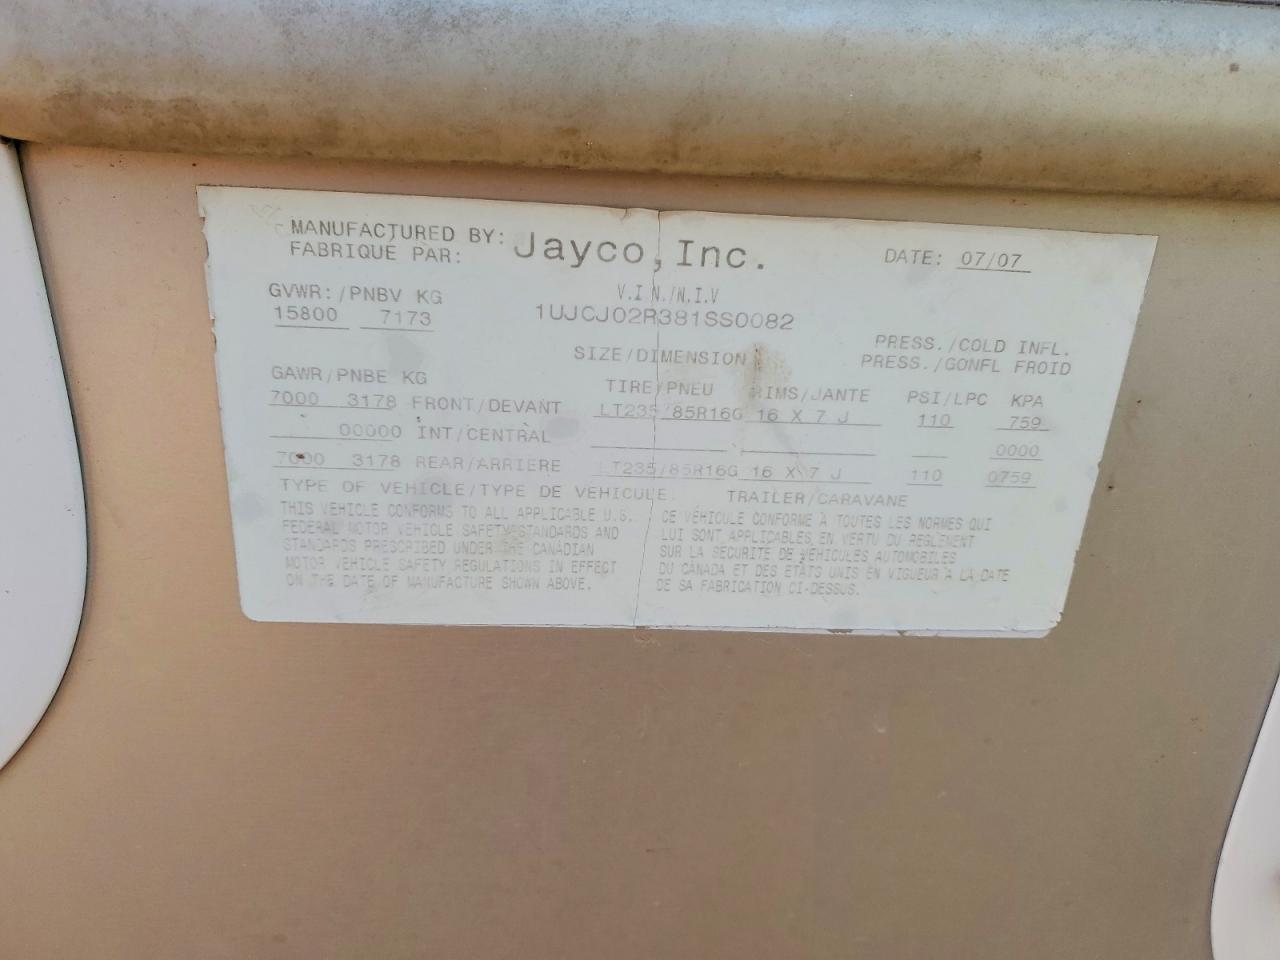 MANUFACTURED BY: Jayco, Inc. DATE: 07/07
FABRIQUE PAR:
GVWR:/PNBV KG V.I.N./N.I.V
15800 7173 1UJCJ02R381SS0082
SIZE/DIMENSION PRESS./COLD INFL.
PRESS./GONFL FROID
GAWR/PNBE KG TIRE/PNEU RIMS/JANTE PSI/LPC KPA
7000 3178 FRONT/DEVANT LT235/85R16G 16 X 7 J 110 759
00000 INT/CENTRAL 0000
7000 3178 REAR/ARRIERE LT235/85R16G 16 X 7 J 110 0759
TYPE OF VEHICLE/TYPE DE VEHICULE: TRAILER/CARAVANE
THIS VEHICLE CONFORMS TO ALL APPLICABLE U.S.
FEDERAL MOTOR VEHICLE SAFETY STANDARDS AND
STANDARDS PRESCRIBED UNDER THE CANADIAN
MOTOR VEHICLE SAFETY REGULATIONS IN EFFECT
ON THE DATE OF MANUFACTURE SHOWN ABOVE.
CE VÉHICULE CONFORME À TOUTES LES NORMES QUI
LUI SONT APPLICABLES EN VERTU DU REGLEMENT
SUR LA SECURITE DE VEHICULES AUTOMOBILES
DU CANADA ET DES ÉTATS UNIS EN VIGUEUR À LA DATE
DE SA FABRICATION CI-DESSUS.